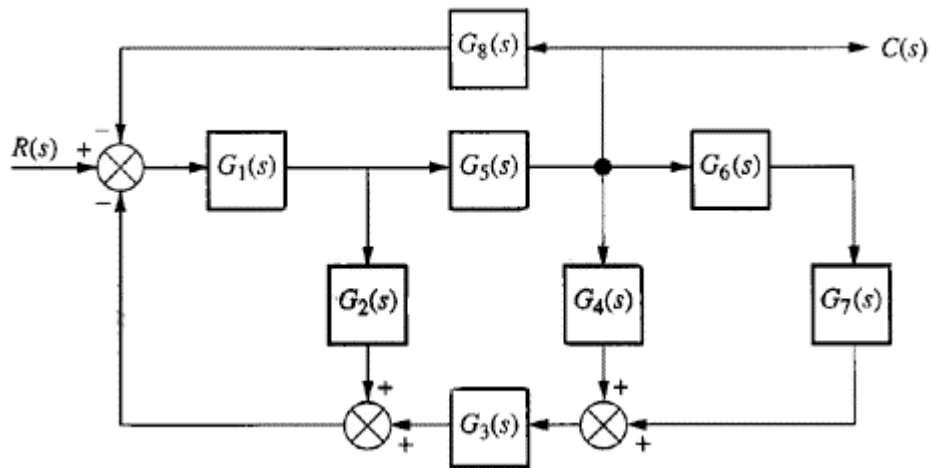 G8(s)
C(s)
R(s)
+
−
−
G1(s)
G5(s)
G6(s)
G2(s)
G4(s)
G7(s)
+
+
G3(s)
+
+